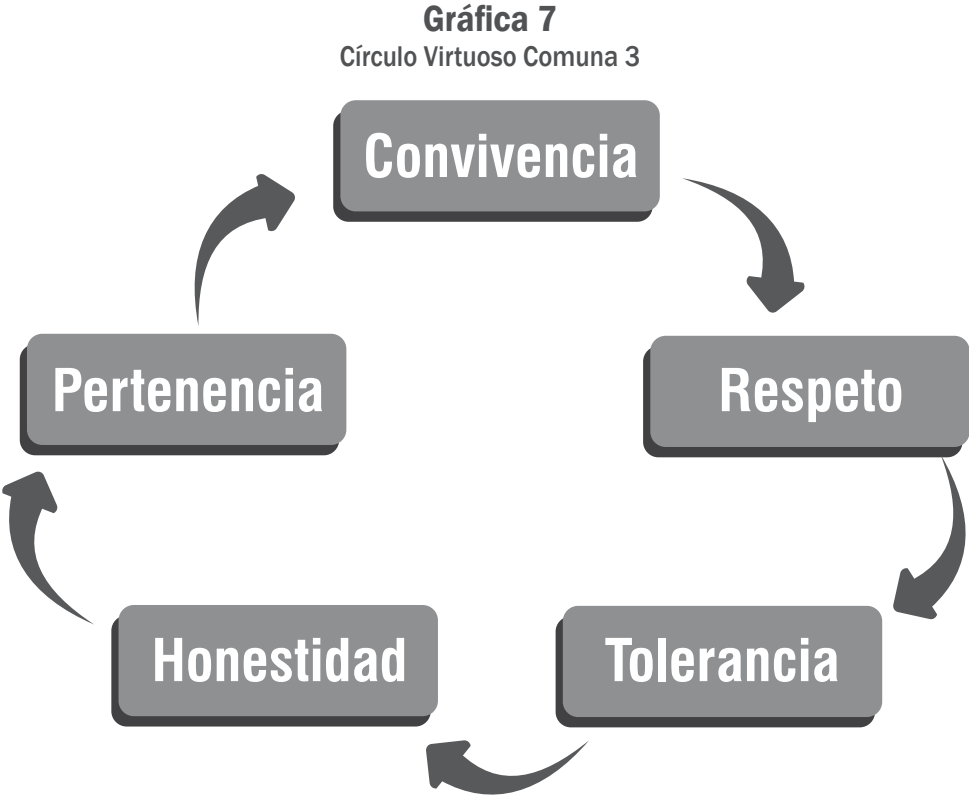 Gráfica 7
Círculo Virtuoso Comuna 3
Convivencia
Respeto
Tolerancia
Honestidad
Pertenencia